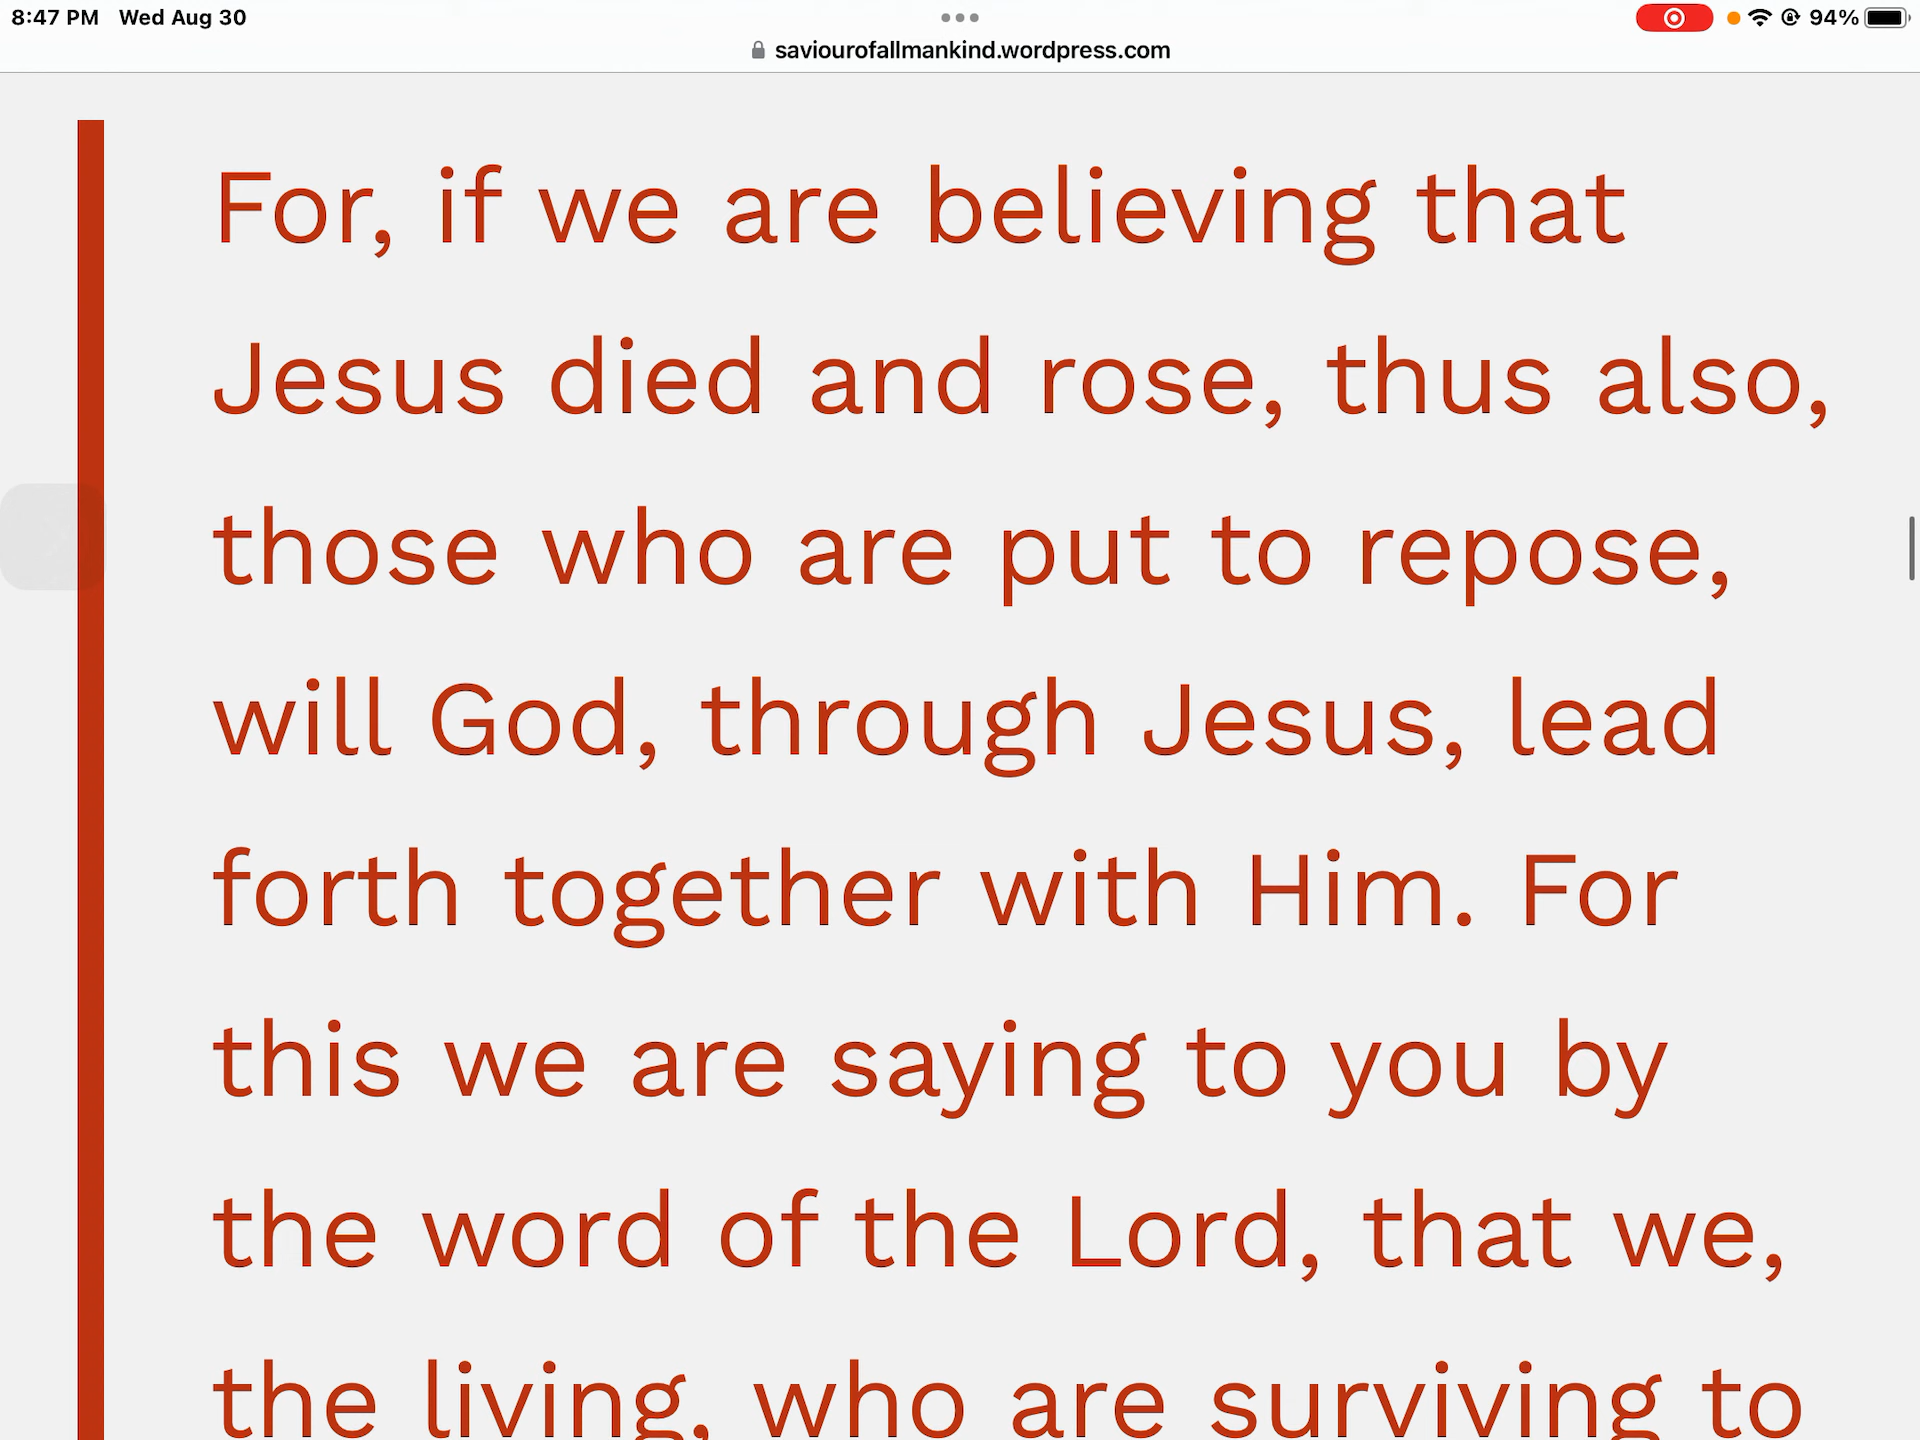 8:47 PM Wed Aug 30
94%
saviourofallmankind.wordpress.com
For, if we are believing that
Jesus died and rose, thus also,
those who are put to repose,
will God, through Jesus, lead
forth together with Him. For
this we are saying to you by
the word of the Lord, that we,
the living, who are surviving to